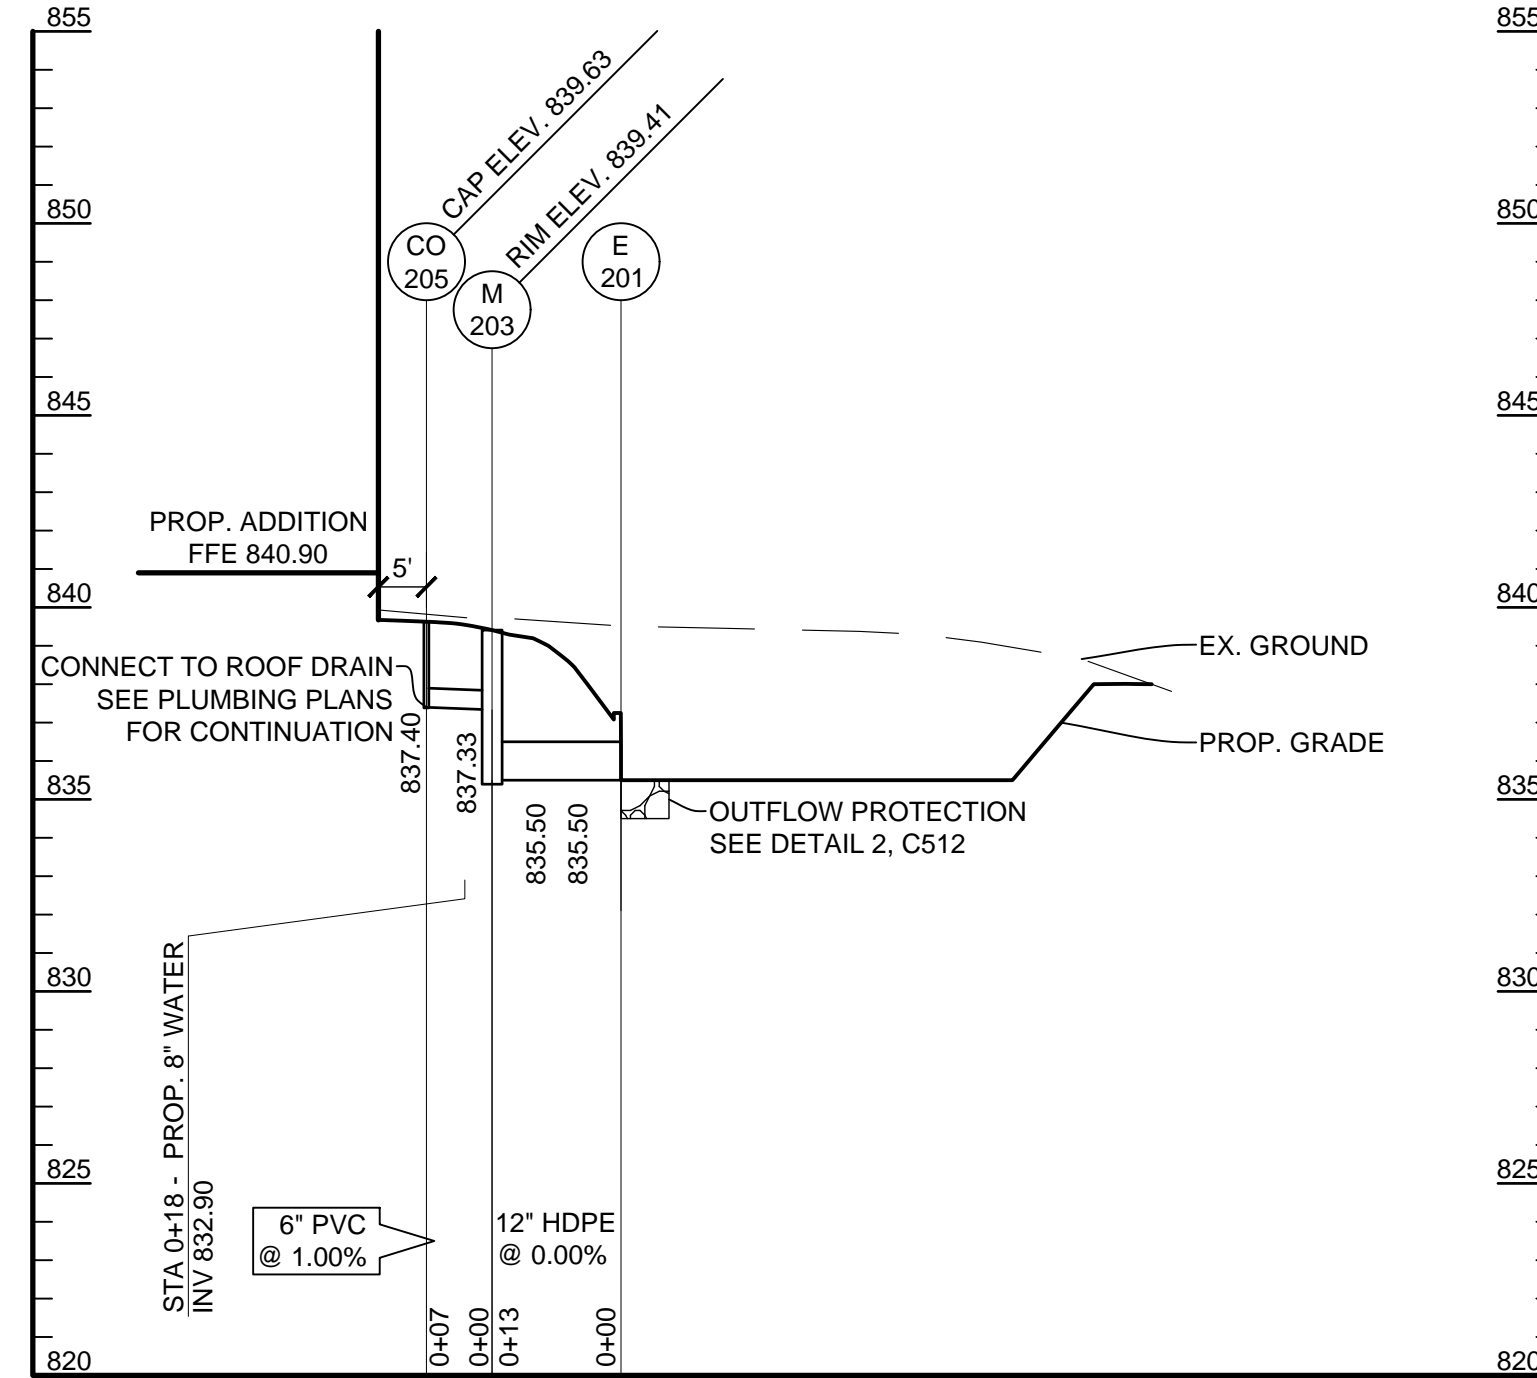 855
855
CAP ELEV. 839.63
RIM ELEV. 839.41
850
850
CO
205
E
201
M
203
845
845
PROP. ADDITION
FFE 840.90
5'
840
840
CONNECT TO ROOF DRAIN
SEE PLUMBING PLANS
FOR CONTINUATION
EX. GROUND
PROP. GRADE
837.40
837.33
835
835
835.50
835.50
OUTFLOW PROTECTION
SEE DETAIL 2, C512
830
830
STA 0+18 - PROP. 8" WATER
INV 832.90
825
825
6" PVC
@ 1.00%
12" HDPE
@ 0.00%
0+07
0+00
0+13
0+00
820
820